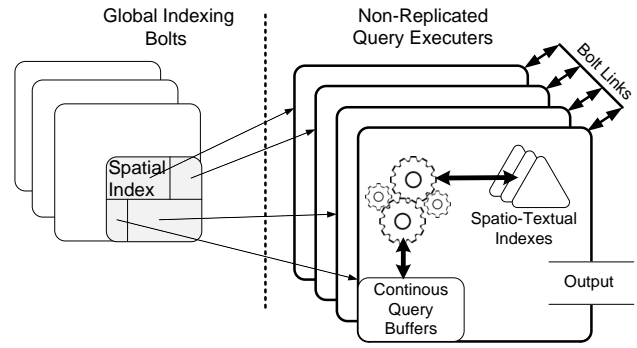 Global Indexing
Bolts
Non-Replicated
Query Executers
Bolt Links
Spatial
Index
Spatio-Textual
Indexes
Continous
Query
Buffers
Output